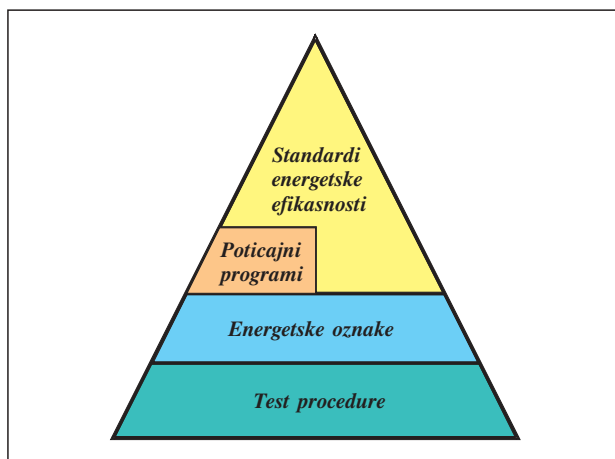 Standardi
energetske
efikasnosti
Poticajni
programi
Energetske oznake
Test procedure